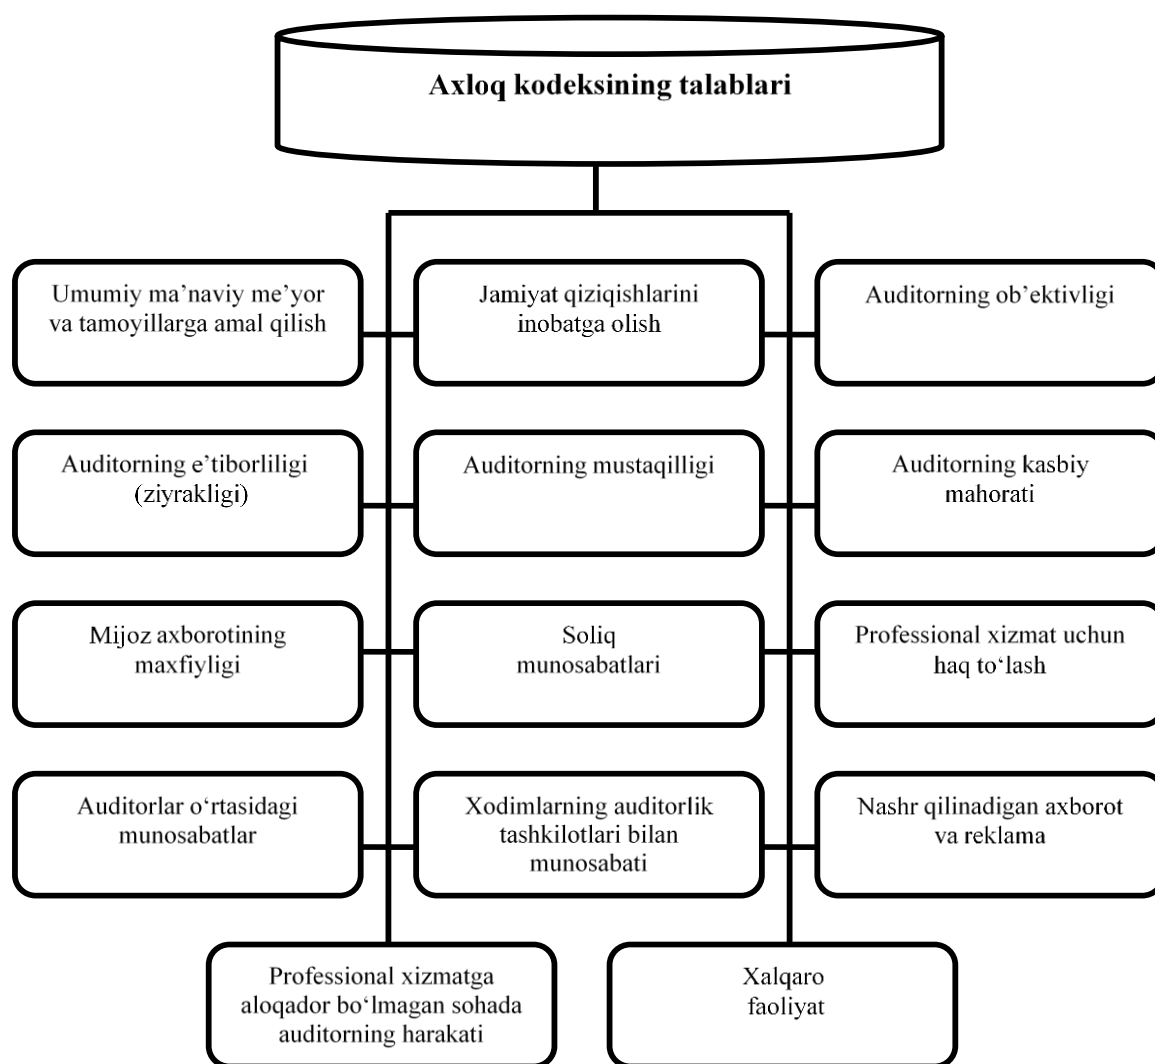 Axloq kodeksining talablari
Umumiy ma’naviy me’yor
va tamoyillarga amal qilish
Jamiyat qiziqishlarini
inobatga olish
Auditorning ob’ektivligi
Auditorning e’tiborliligi
(ziyrakligi)
Auditorning mustaqilligi
Auditorning kasbiy
mahorati
Mijoz axborotining
maxfiyligi
Soliq
munosabatlari
Professional xizmat uchun
haq to‘lash
Auditorlar o‘rtasidagi
munosabatlar
Xodimlarning auditorlik
tashkilotlari bilan
munosabati
Nashr qilinadigan axborot
va reklama
Professional xizmatga
aloqador bo‘lmagan sohada
auditorning harakati
Xalqaro
faoliyat